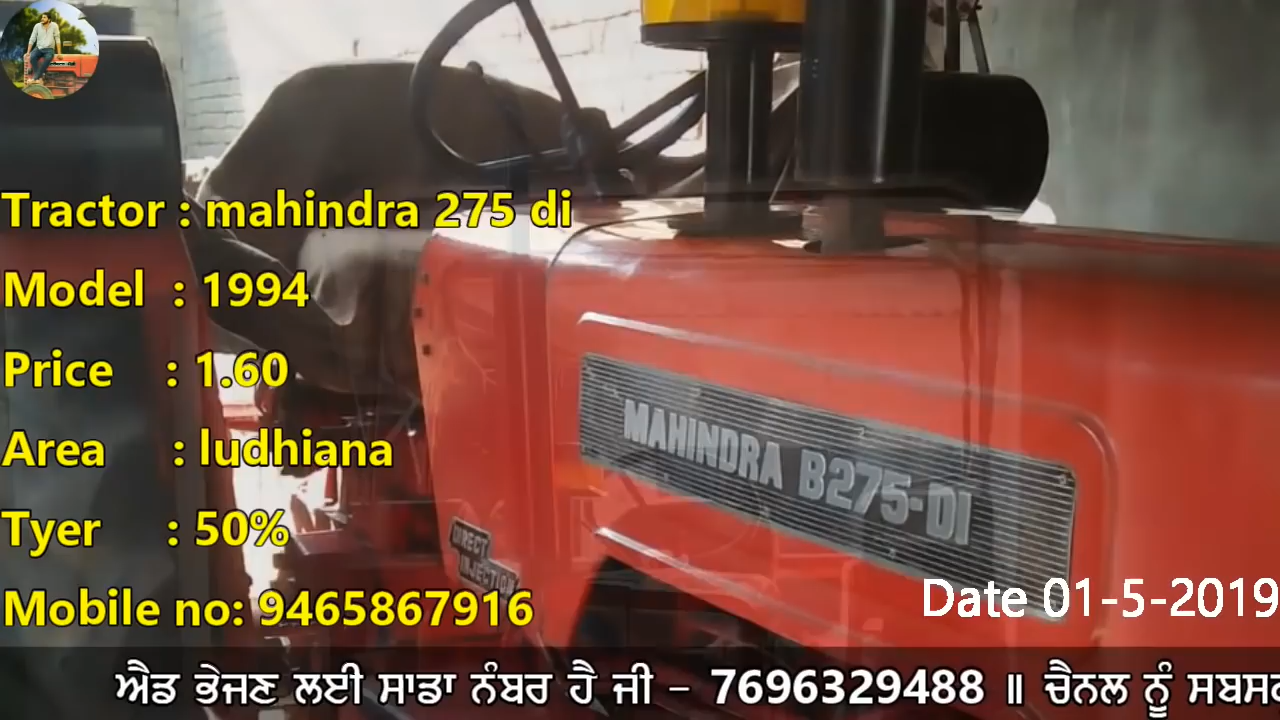 Tractor : mahindra 275 di
Model : 1994
Price : 1.60
Area : ludhiana
Tyer : 50%
Mobile no: 9465867916
MAHINDRA B275-DI
DIRECT
INJECTION
Date 01-5-2019
ਐਡ ਭੇਜਣ ਲਈ ਸਾਡਾ ਨੰਬਰ ਹੈ ਜੀ - 7696329488 ॥ ਚੈਨਲ ਨੂੰ